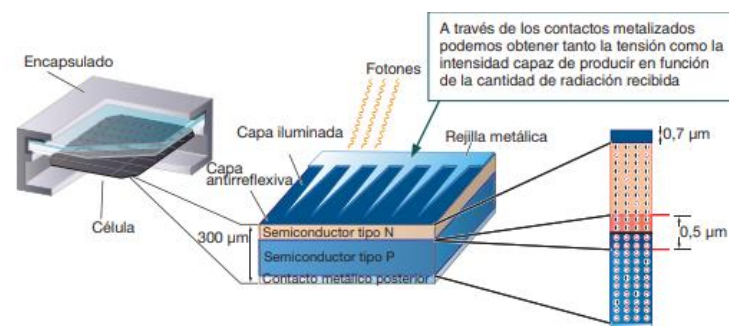 A través de los contactos metalizados
podemos obtener tanto la tensión como la
intensidad capaz de producir en función
de la cantidad de radiación recibida
Encapsulado
Fotones
Capa iluminada
Rejilla metálica
Capa
antirreflexiva
Célula
300 µm
Semiconductor tipo N
Semiconductor tipo P
Contacto metálico posterior
0,7 µm
0,5 µm